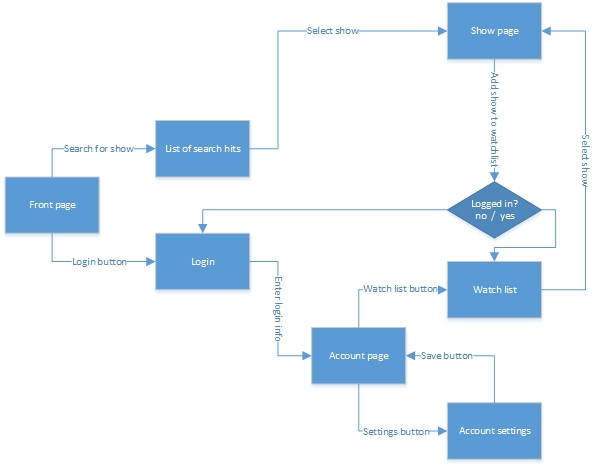 Show page
Select show
Add show to watchlist
Search for show
List of search hits
Select show
Front page
Logged in?
no / yes
Login button
Login
Enter login info
Watch list button
Watch list
Account page
Save button
Settings button
Account settings